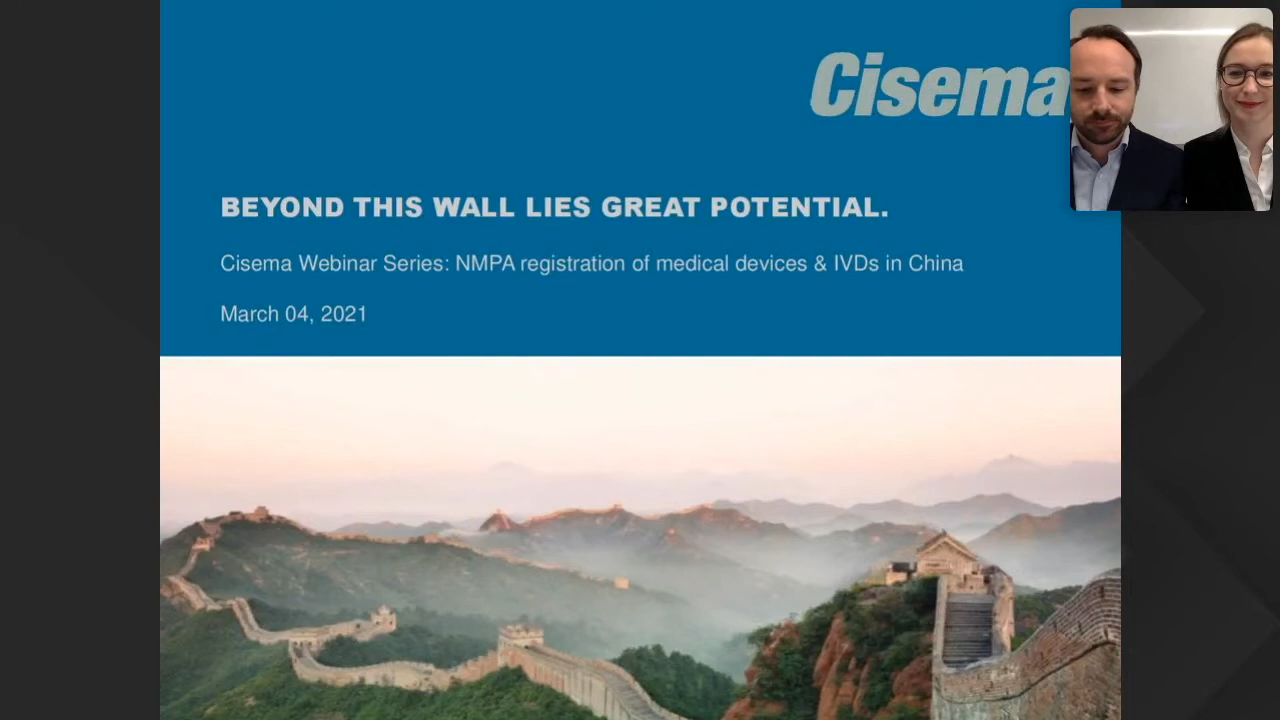 Cisema
BEYOND THIS WALL LIES GREAT POTENTIAL.
Cisema Webinar Series: NMPA registration of medical devices & IVDs in China
March 04, 2021